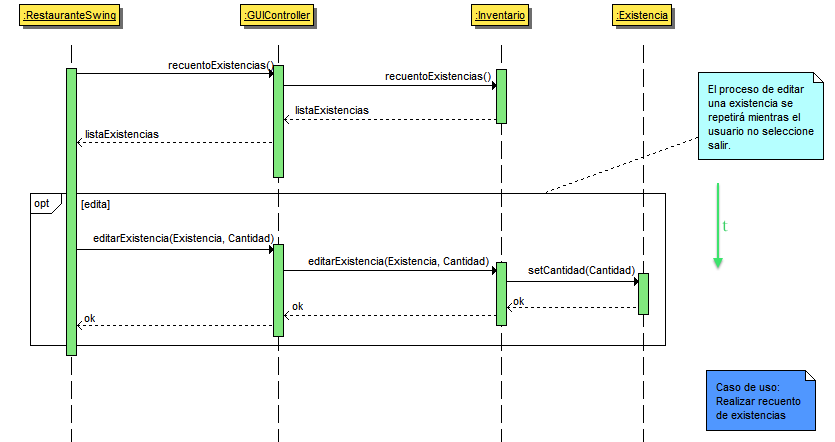 :RestauranteSwing
:GUIController
:Inventario
:Existencia
recuentoExistencias()
recuentoExistencias()
listaExistencias
listaExistencias
El proceso de editar
una existencia se
repetirá mientras el
usuario no seleccione
salir.
opt
[edita]
t
editarExistencia(Existencia, Cantidad)
editarExistencia(Existencia, Cantidad)
setCantidad(Cantidad)
ok
ok
ok
Caso de uso:
Realizar recuento
de existencias